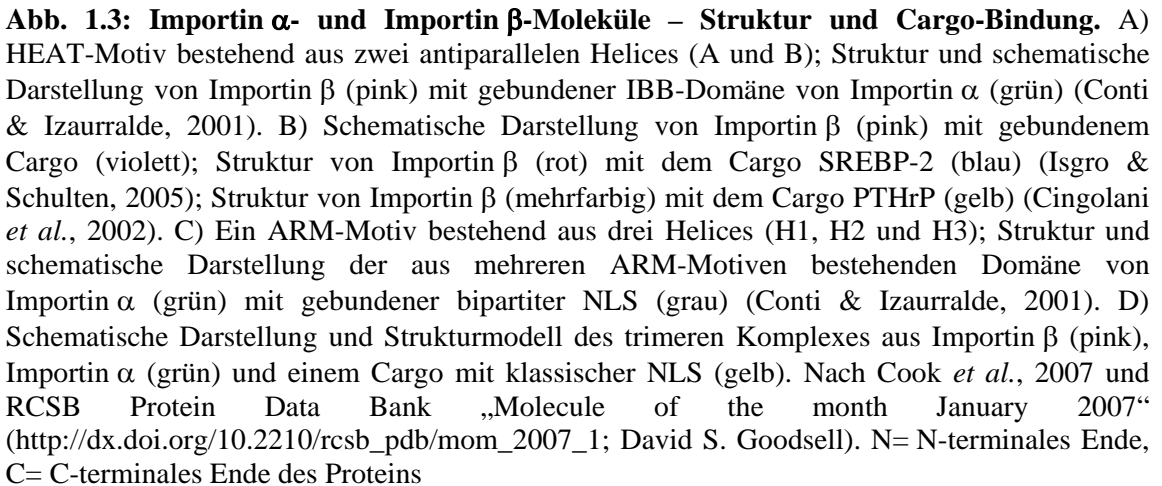 Abb. 1.3: Importin α- und Importin β-Moleküle – Struktur und Cargo-Bindung. A)
HEAT-Motiv bestehend aus zwei antiparallelen Helices (A und B); Struktur und schematische
Darstellung von Importin β (pink) mit gebundener IBB-Domäne von Importin α (grün) (Conti
& Izaurralde, 2001). B) Schematische Darstellung von Importin β (pink) mit gebundenem
Cargo (violett); Struktur von Importin β (rot) mit dem Cargo SREBP-2 (blau) (Isgro &
Schulten, 2005); Struktur von Importin β (mehrfarbig) mit dem Cargo PTHrP (gelb) (Cingolani
et al., 2002). C) Ein ARM-Motiv bestehend aus drei Helices (H1, H2 und H3); Struktur und
schematische Darstellung der aus mehreren ARM-Motiven bestehenden Domäne von
Importin α (grün) mit gebundener bipartiter NLS (grau) (Conti & Izaurralde, 2001). D)
Schematische Darstellung und Strukturmodell des trimeren Komplexes aus Importin β (pink),
Importin α (grün) und einem Cargo mit klassischer NLS (gelb). Nach Cook et al., 2007 und
RCSB Protein Data Bank „Molecule of the month January 2007“
(http://dx.doi.org/10.2210/rcsb_pdb/mom_2007_1; David S. Goodsell). N= N-terminales Ende,
C= C-terminales Ende des Proteins